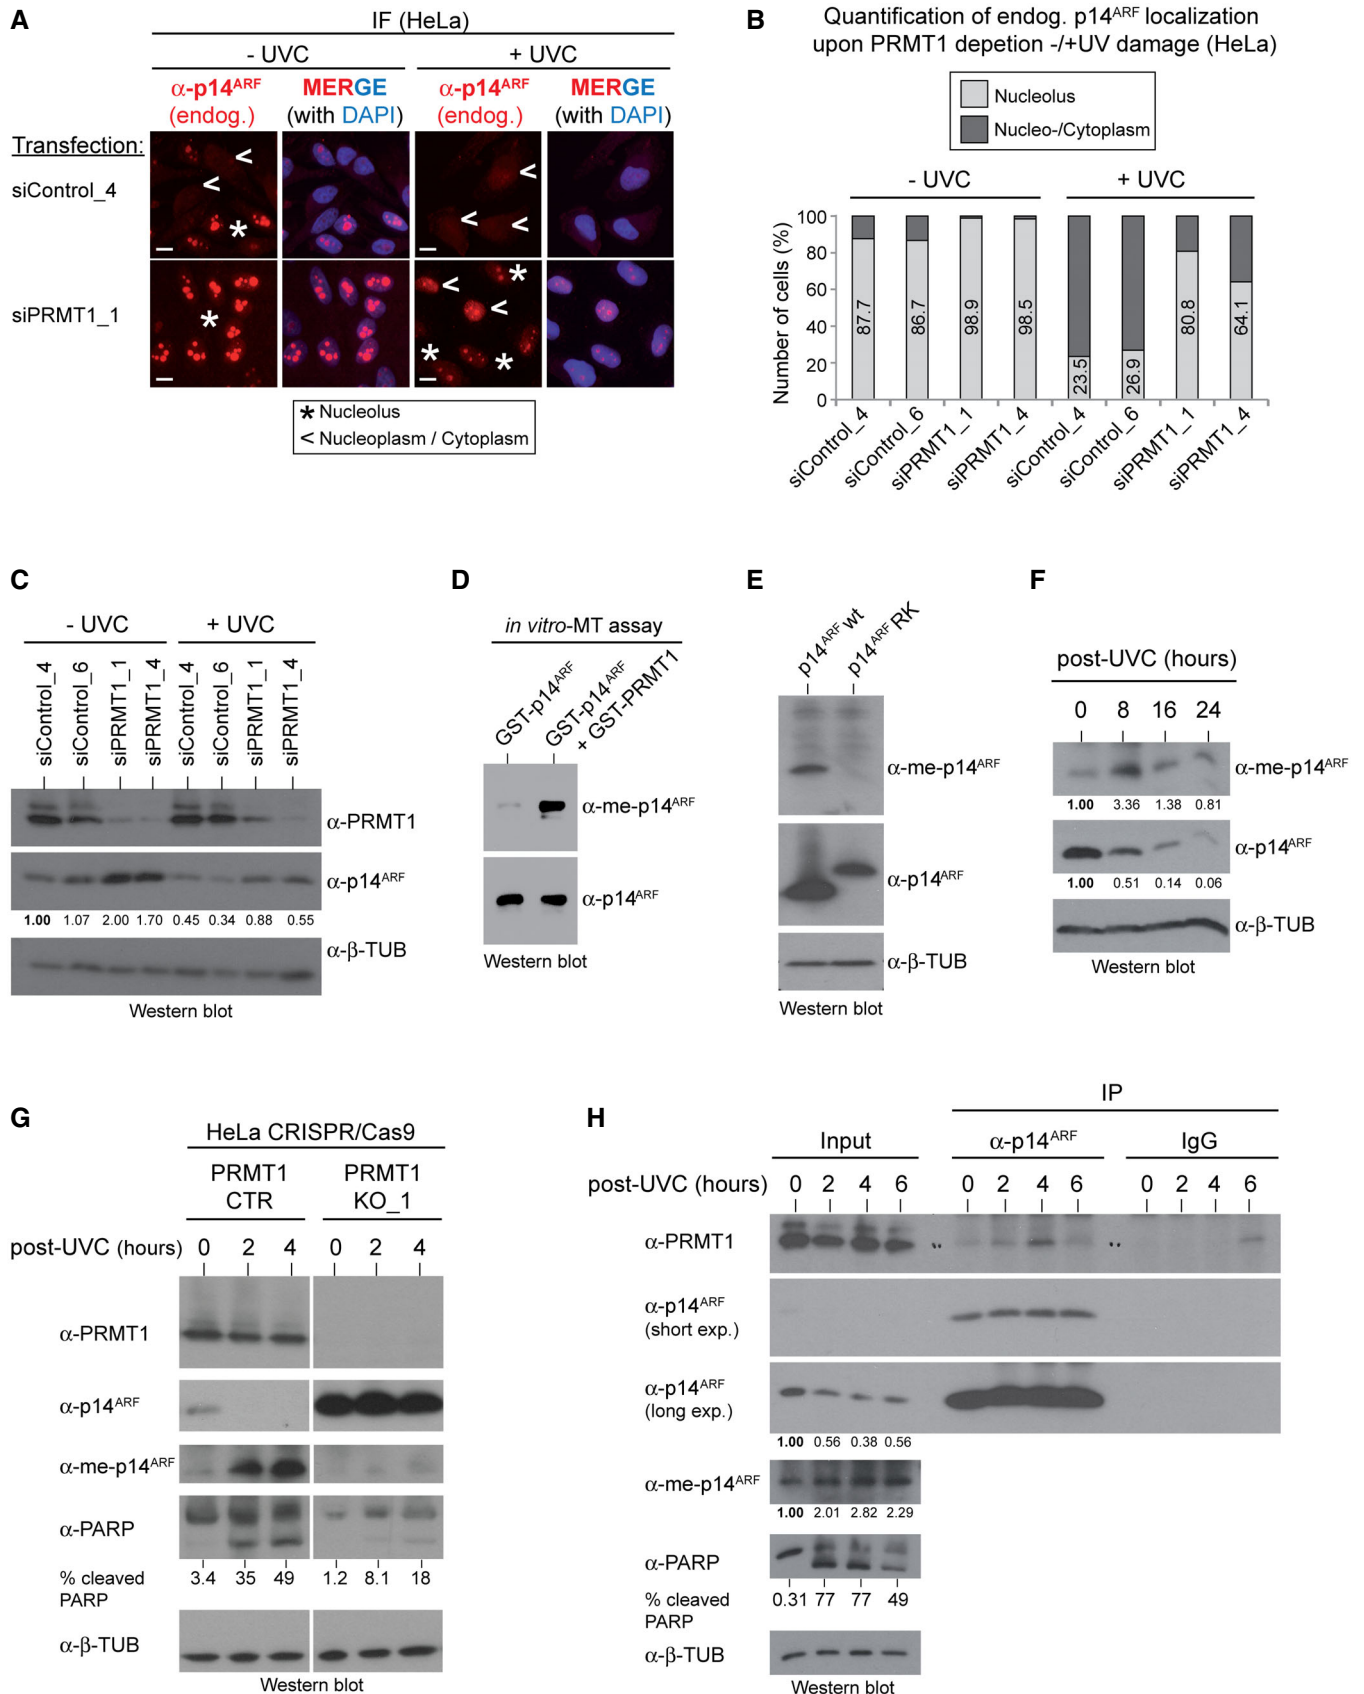 A
IF (HeLa)
- UVC
+ UVC
α-p14ARF
(endog.)
MERGE
(with DAPI)
α-p14ARF
(endog.)
MERGE
(with DAPI)
Transfection:
siControl_4
siPRMT1_1
* Nucleolus
< Nucleoplasm / Cytoplasm
B
Quantification of endog. p14ARF localization
upon PRMT1 depetion -/+UV damage (HeLa)
Nucleolus
Nucleo-/Cytoplasm
- UVC
+ UVC
Number of cells (%)
100
80
60
40
20
0
87.7
86.7
98.9
98.5
23.5
26.9
80.8
64.1
siControl_4
siControl_6
siPRMT1_1
siPRMT1_4
siControl_4
siControl_6
siPRMT1_1
siPRMT1_4
C
- UVC
+ UVC
siControl_4
siControl_6
siPRMT1_1
siPRMT1_4
siControl_4
siControl_6
siPRMT1_1
siPRMT1_4
α-PRMT1
α-p14ARF
1.00 1.07 2.00 1.70 0.45 0.34 0.88 0.55
α-β-TUB
Western blot
D
in vitro-MT assay
GST-p14ARF
GST-p14ARF
+ GST-PRMT1
α-me-p14ARF
α-p14ARF
Western blot
E
p14ARF wt
p14ARF RK
α-me-p14ARF
α-p14ARF
α-β-TUB
Western blot
F
post-UVC (hours)
0 8 16 24
α-me-p14ARF
1.00 3.36 1.38 0.81
α-p14ARF
1.00 0.51 0.14 0.06
α-β-TUB
Western blot
G
HeLa CRISPR/Cas9
PRMT1
CTR
PRMT1
KO_1
post-UVC (hours) 0 2 4 0 2 4
α-PRMT1
α-p14ARF
α-me-p14ARF
α-PARP
% cleaved
PARP
3.4 35 49 1.2 8.1 18
α-β-TUB
Western blot
H
IP
Input
α-p14ARF
IgG
post-UVC (hours) 0 2 4 6 0 2 4 6 0 2 4 6
α-PRMT1
α-p14ARF
(short exp.)
α-p14ARF
(long exp.)
1.00 0.56 0.38 0.56
α-me-p14ARF
1.00 2.01 2.82 2.29
α-PARP
% cleaved
PARP
0.31 77 77 49
α-β-TUB
Western blot